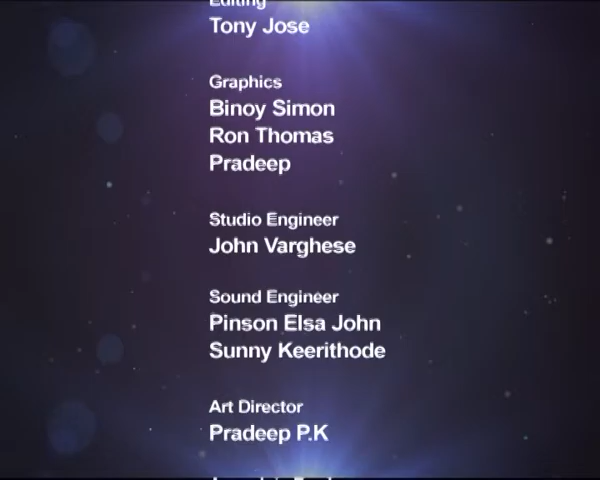 Editing
Tony Jose
Graphics
Binoy Simon
Ron Thomas
Pradeep
Studio Engineer
John Varghese
Sound Engineer
Pinson Elsa John
Sunny Keerithode
Art Director
Pradeep P.K